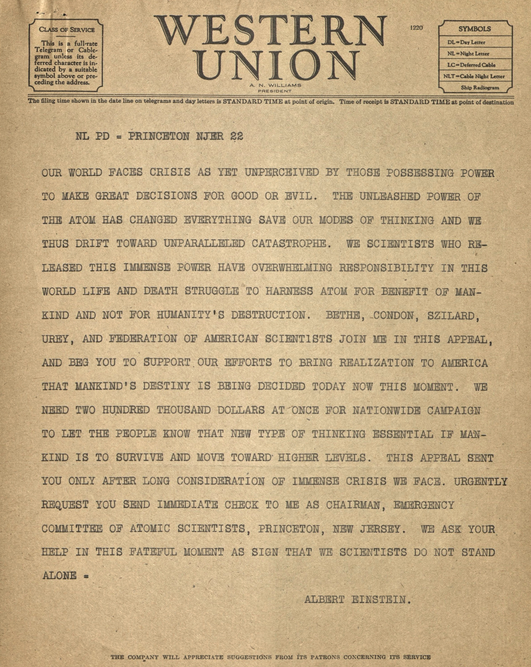 CLASS OF SERVICE
This is a full-rate
Telegram or Cable-
gram unless its de-
ferred character is in-
dicated by a suitable
symbol above or pre-
ceding the address.
WESTERN
UNION
A. N. WILLIAMS
PRESIDENT
1220
SYMBOLS
DL=Day Letter
NL=Night Letter
LC=Deferred Cable
NLT=Cable Night Letter
Ship Radiogram
The filing time shown in the date line on telegrams and day letters is STANDARD TIME at point of origin. Time of receipt is STANDARD TIME at point of destination
NL PD = PRINCETON NJER 22
OUR WORLD FACES CRISIS AS YET UNPERCEIVED BY THOSE POSSESSING POWER
TO MAKE GREAT DECISIONS FOR GOOD OR EVIL. THE UNLEASHED POWER OF
THE ATOM HAS CHANGED EVERYTHING SAVE OUR MODES OF THINKING AND WE
THUS DRIFT TOWARD UNPARALLELED CATASTROPHE. WE SCIENTISTS WHO RE-
LEASED THIS IMMENSE POWER HAVE OVERWHELMING RESPONSIBILITY IN THIS
WORLD LIFE AND DEATH STRUGGLE TO HARNESS ATOM FOR BENEFIT OF MAN-
KIND AND NOT FOR HUMANITY'S DESTRUCTION. BETHE, CONDON, SZILARD,
UREY, AND FEDERATION OF AMERICAN SCIENTISTS JOIN ME IN THIS APPEAL,
AND BEG YOU TO SUPPORT OUR EFFORTS TO BRING REALIZATION TO AMERICA
THAT MANKIND'S DESTINY IS BEING DECIDED TODAY NOW THIS MOMENT. WE
NEED TWO HUNDRED THOUSAND DOLLARS AT ONCE FOR NATIONWIDE CAMPAIGN
TO LET THE PEOPLE KNOW THAT NEW TYPE OF THINKING ESSENTIAL IF MAN-
KIND IS TO SURVIVE AND MOVE TOWARD HIGHER LEVELS. THIS APPEAL SENT
YOU ONLY AFTER LONG CONSIDERATION OF IMMENSE CRISIS WE FACE. URGENTLY
REQUEST YOU SEND IMMEDIATE CHECK TO ME AS CHAIRMAN, EMERGENCY
COMMITTEE OF ATOMIC SCIENTISTS, PRINCETON, NEW JERSEY. WE ASK YOUR
HELP IN THIS FATEFUL MOMENT AS SIGN THAT WE SCIENTISTS DO NOT STAND
ALONE =
ALBERT EINSTEIN.
THE COMPANY WILL APPRECIATE SUGGESTIONS FROM ITS PATRONS CONCERNING ITS SERVICE